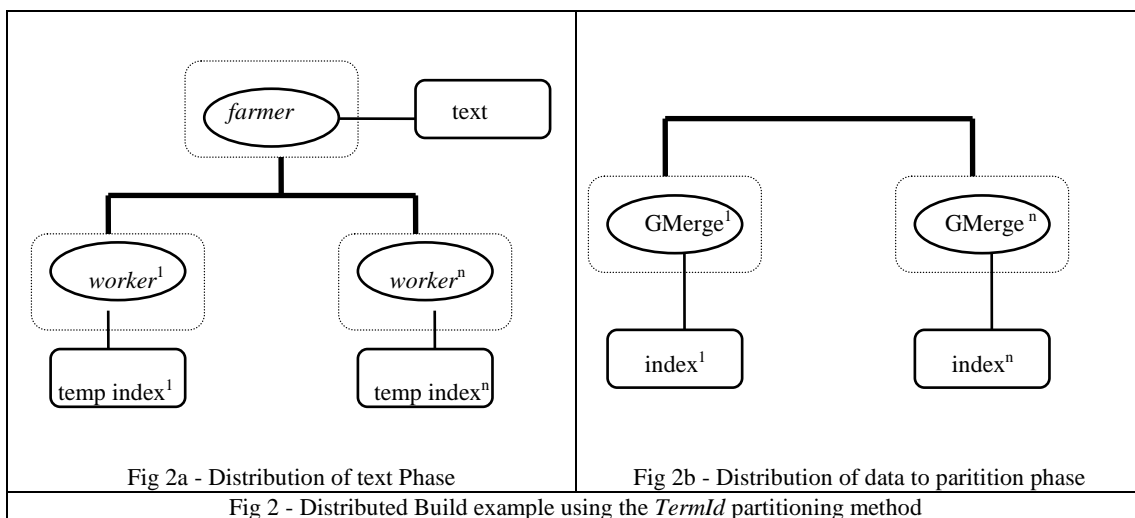 farmer
text
worker1
workern
temp index1
temp indexn
Fig 2a - Distribution of text Phase
GMerge1
GMerge n
index1
indexn
Fig 2b - Distribution of data to paritition phase
Fig 2 - Distributed Build example using the TermId partitioning method